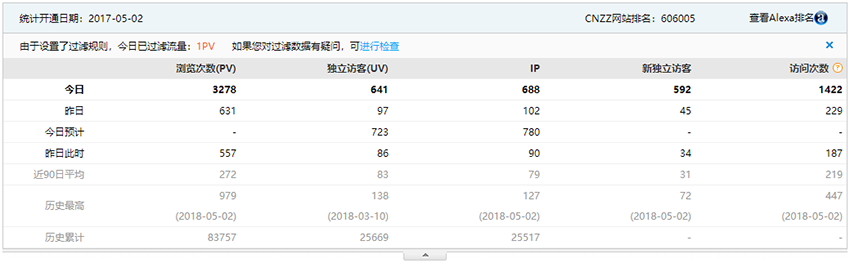 统计开通日期：2017-05-02 CNZZ网站排名：606005 查看Alexa排名
由于设置了过滤规则，今日已过滤流量：1PV 如果您对过滤数据有疑问，可进行检查
浏览次数(PV) 独立访客(UV) IP 新独立访客 访问次数
今日 3278 641 688 592 1422
昨日 631 97 102 45 229
今日预计 - 723 780 - -
昨日此时 557 86 90 34 187
近90日平均 272 83 79 31 219
历史最高 979 138 127 72 447
(2018-05-02) (2018-03-10) (2018-05-02) (2018-05-02) (2018-05-02)
历史累计 83757 25669 25517 - -